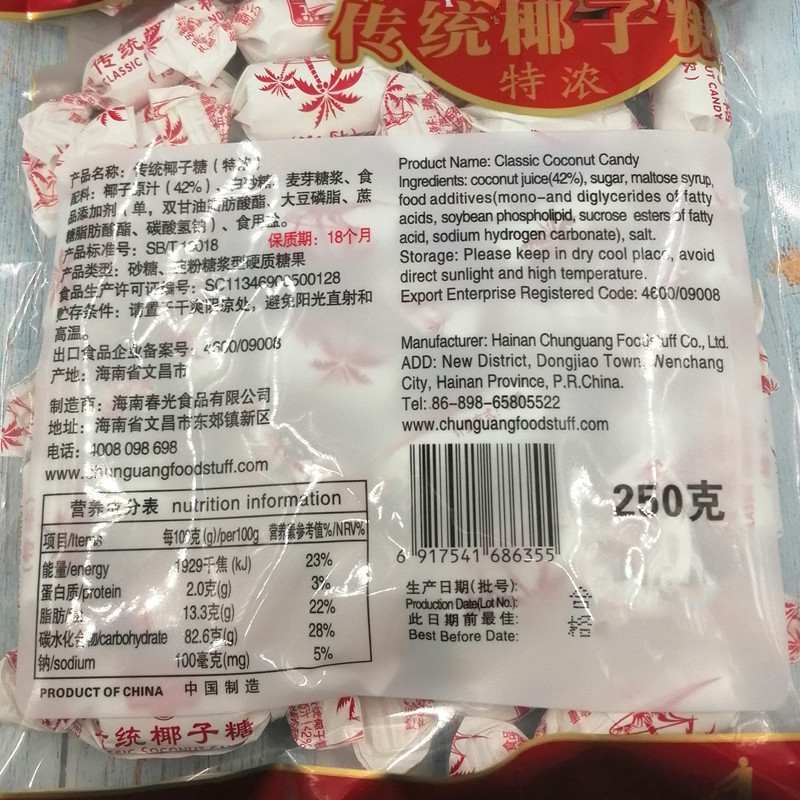 传统椰子糖
特浓
产品名称：传统椰子糖（特浓）
配料：椰子原汁（42%）、白砂糖、麦芽糖浆、食
品添加剂（单，双甘油脂肪酸酯、大豆磷脂、蔗
糖脂肪酸酯、碳酸氢钠）、食用盐。
产品标准号：SB/T 10018
保质期：18个月
产品类型：砂糖、淀粉糖浆型硬质糖果
食品生产许可证编号：SC11346900500128
贮存条件：请置于干爽阴凉处，避免阳光直射和
高温。
出口食品企业备案号：4600/09008
产地：海南省文昌市
制造商：海南春光食品有限公司
地址：海南省文昌市东郊镇新区
电话：4008 098 698
www.chunguangfoodstuff.com
营养成分表 nutrition information
项目/Items 每100克(g)/per100g 营养素参考值%/NRV%
能量/energy 1929千焦(kJ) 23%
蛋白质/protein 2.0克(g) 3%
脂肪/fat 13.3克(g) 22%
碳水化合物/carbohydrate 82.6克(g) 28%
钠/sodium 100毫克(mg) 5%
PRODUCT OF CHINA 中国制造
Product Name: Classic Coconut Candy
Ingredients: coconut juice(42%), sugar, maltose syrup,
food additives(mono-and diglycerides of fatty
acids, soybean phospholipid, sucrose esters of fatty
acid, sodium hydrogen carbonate), salt.
Storage: Please keep in dry cool place, avoid
direct sunlight and high temperature.
Export Enterprise Registered Code: 4600/09008
Manufacturer: Hainan Chunguang Foodstuff Co., Ltd.
ADD: New District, Dongjiao Town, Wenchang
City, Hainan Province, P.R.China.
Tel:.86-898-65805522
www.chunguangfoodstuff.com
6 917541 686355
250克
生产日期(批号):
Production Date(Lot No.):
此日期前最佳:
Best Before Date:
传统椰子糖